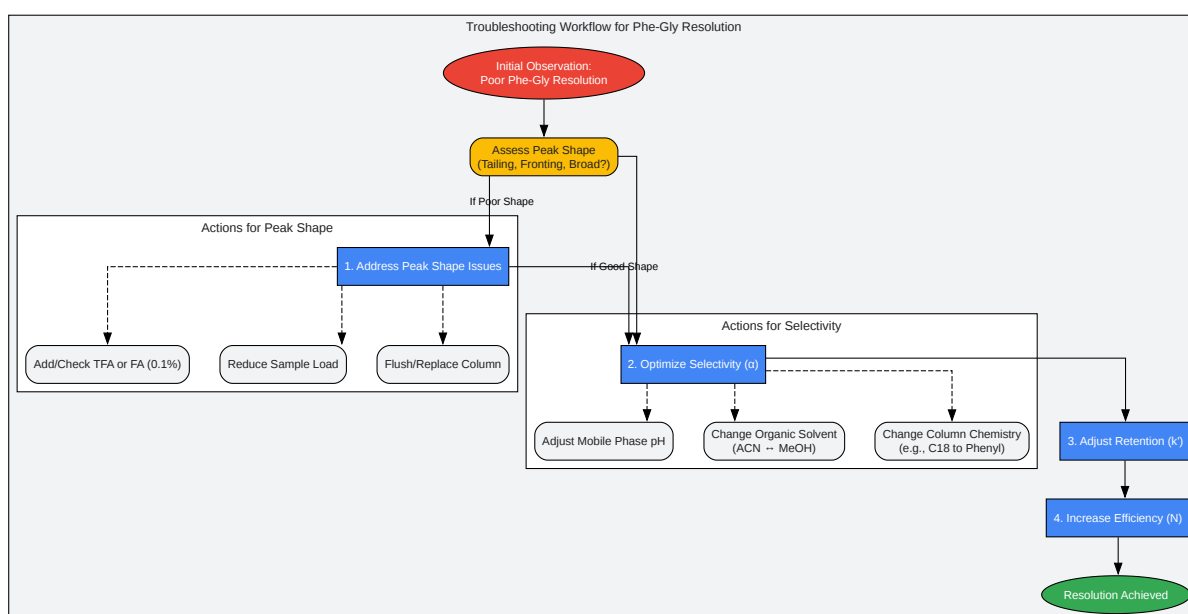 Troubleshooting Workflow for Phe-Gly Resolution
Initial Observation:
Poor Phe-Gly Resolution
Assess Peak Shape
(Tailing, Fronting, Broad?)
If Poor Shape
Actions for Peak Shape
1. Address Peak Shape Issues
If Good Shape
Add/Check TFA or FA (0.1%)
Reduce Sample Load
Flush/Replace Column
Actions for Selectivity
2. Optimize Selectivity (α)
Adjust Mobile Phase pH
Change Organic Solvent
(ACN ↔ MeOH)
Change Column Chemistry
(e.g., C18 to Phenyl)
3. Adjust Retention (k')
4. Increase Efficiency (N)
Resolution Achieved